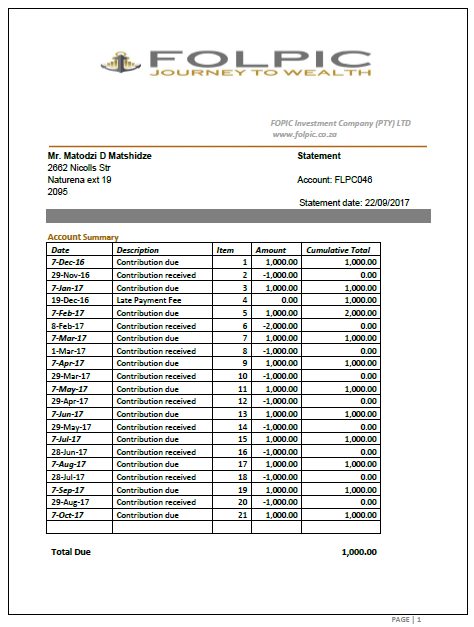 FOLPIC
JOURNEY TO WEALTH
FOPIC Investment Company (PTY) LTD
www.folpic.co.za
Mr. Matodzi D Matshidze Statement
2662 Nicolls Str
Naturena ext 19 Account: FLPC046
2095
Statement date: 22/09/2017
Account Summary
Date Description Item Amount Cumulative Total
7-Dec-16 Contribution due 1 1,000.00 1,000.00
29-Nov-16 Contribution received 2 -1,000.00 0.00
7-Jan-17 Contribution due 3 1,000.00 1,000.00
19-Dec-16 Late Payment Fee 4 0.00 1,000.00
7-Feb-17 Contribution due 5 1,000.00 2,000.00
8-Feb-17 Contribution received 6 -2,000.00 0.00
7-Mar-17 Contribution due 7 1,000.00 1,000.00
1-Mar-17 Contribution received 8 -1,000.00 0.00
7-Apr-17 Contribution due 9 1,000.00 1,000.00
29-Mar-17 Contribution received 10 -1,000.00 0.00
7-May-17 Contribution due 11 1,000.00 1,000.00
29-Apr-17 Contribution received 12 -1,000.00 0.00
7-Jun-17 Contribution due 13 1,000.00 1,000.00
29-May-17 Contribution received 14 -1,000.00 0.00
7-Jul-17 Contribution due 15 1,000.00 1,000.00
28-Jun-17 Contribution received 16 -1,000.00 0.00
7-Aug-17 Contribution due 17 1,000.00 1,000.00
28-Jul-17 Contribution received 18 -1,000.00 0.00
7-Sep-17 Contribution due 19 1,000.00 1,000.00
29-Aug-17 Contribution received 20 -1,000.00 0.00
7-Oct-17 Contribution due 21 1,000.00 1,000.00
Total Due 1,000.00
PAGE | 1